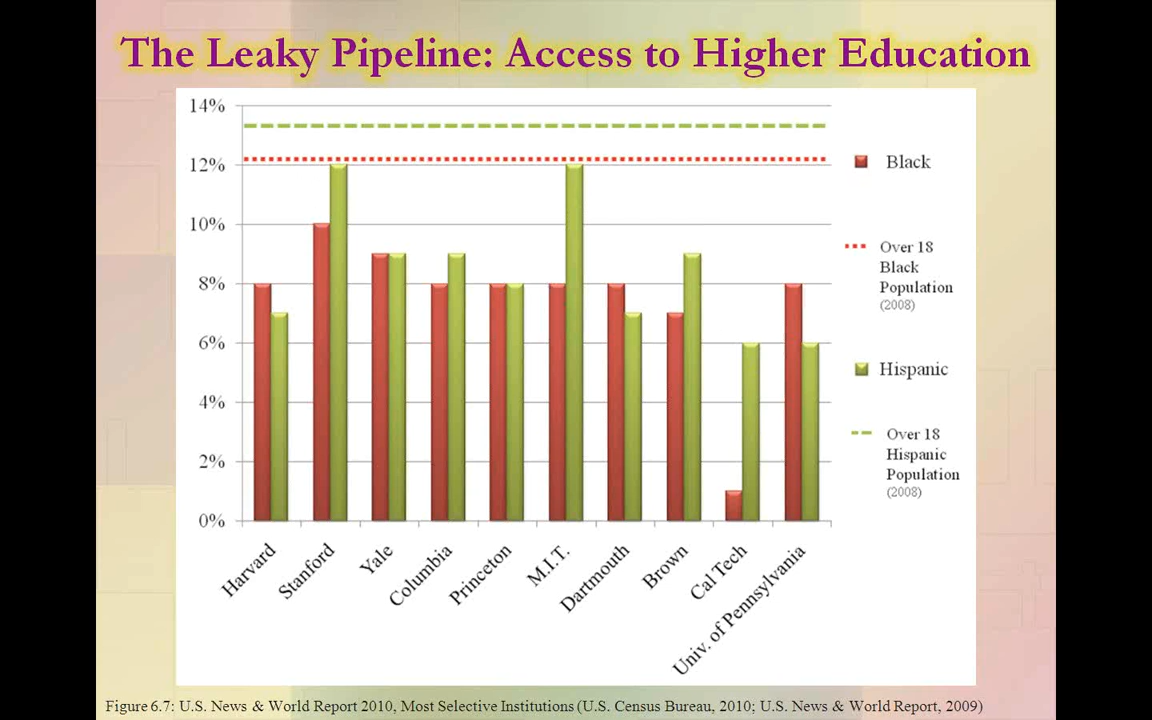 The Leaky Pipeline: Access to Higher Education
14%
12%
10%
8%
6%
4%
2%
0%
Harvard
Stanford
Yale
Columbia
Princeton
M.I.T.
Dartmouth
Brown
Cal Tech
Univ. of Pennsylvania
Black
Over 18
Black
Population
(2008)
Hispanic
Over 18
Hispanic
Population
(2008)
Figure 6.7: U.S. News & World Report 2010, Most Selective Institutions (U.S. Census Bureau, 2010; U.S. News & World Report, 2009)